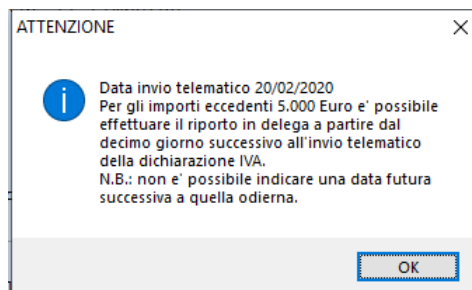 ATTENZIONE
Data invio telematico 20/02/2020
Per gli importi eccedenti 5.000 Euro e' possibile
effettuare il riporto in delega a partire dal
decimo giorno successivo all'invio telematico
della dichiarazione IVA.
N.B.: non e' possibile indicare una data futura
successiva a quella odierna.
OK